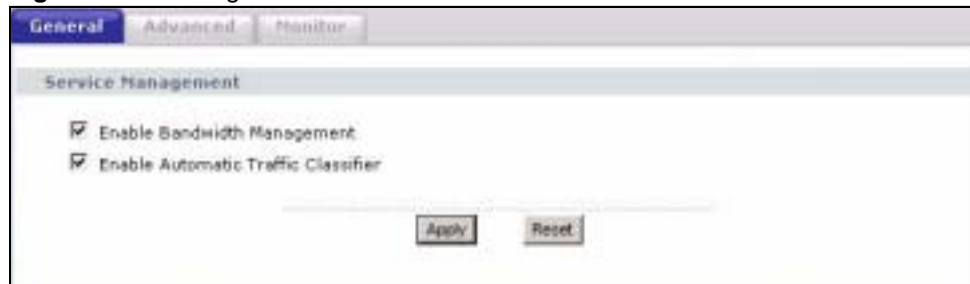 General Advanced Monitor
Service Management
Enable Bandwidth Management
Enable Automatic Traffic Classifier
Apply Reset